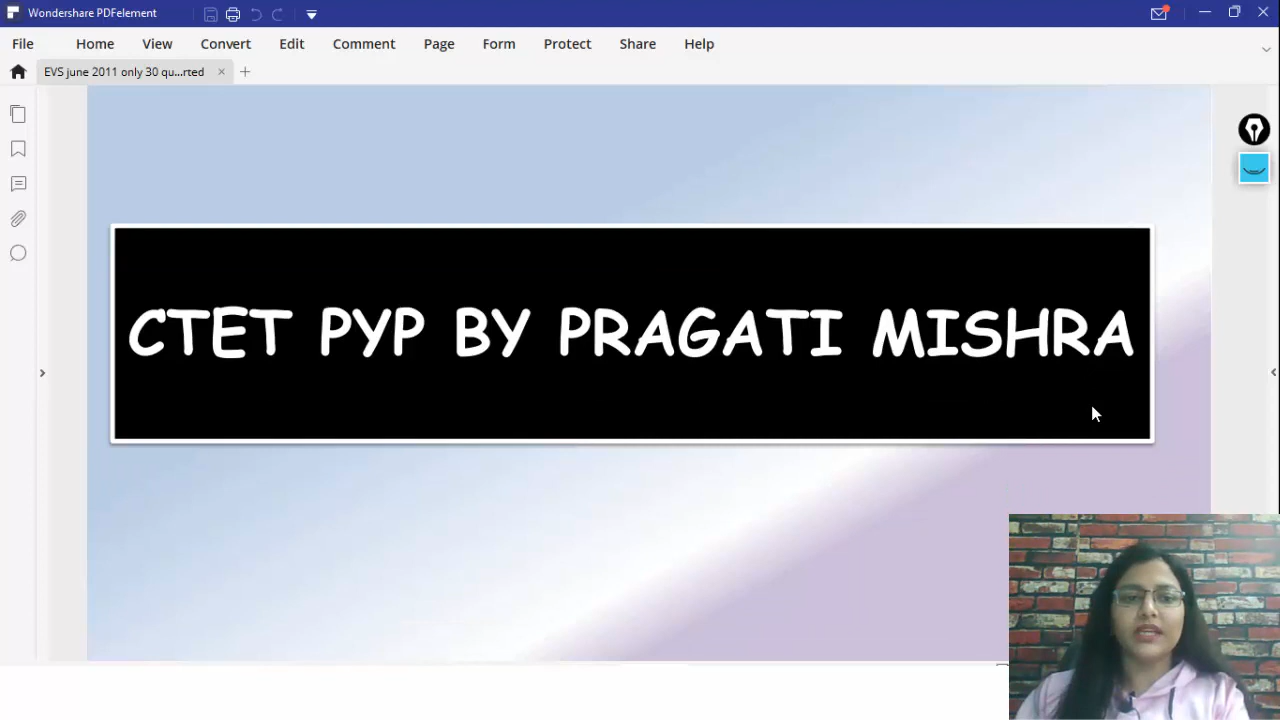 Wondershare PDFelement
File Home View Convert Edit Comment Page Form Protect Share Help
EVS june 2011 only 30 qu...rted
CTET PYP BY PRAGATI MISHRA